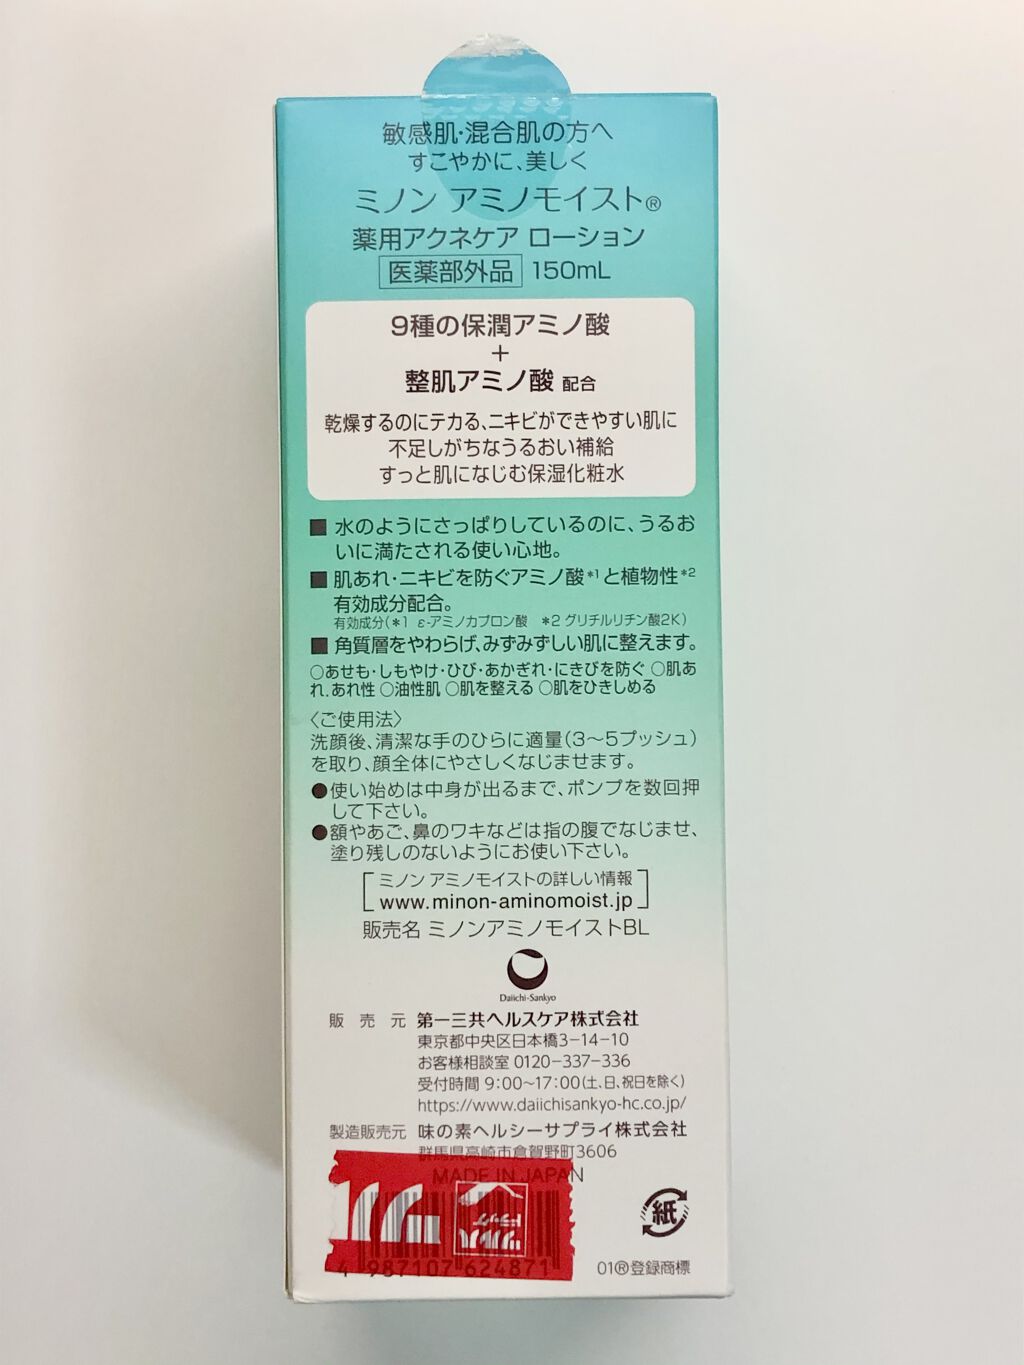 敏感肌・混合肌の方へ
すこやかに、美しく
ミノン アミノモイスト®
薬用アクネケア ローション
医薬部外品 150mL
9種の保潤アミノ酸
+
整肌アミノ酸 配合
乾燥するのにテカる、ニキビができやすい肌に
不足しがちなうるおい補給
すっと肌になじむ保湿化粧水
■ 水のようにさっぱりしているのに、うるお
いに満たされる使い心地。
■ 肌あれ・ニキビを防ぐアミノ酸*1と植物性*2
有効成分配合。
有効成分(*1 ε-アミノカプロン酸 *2 グリチルリチン酸2K)
■ 角質層をやわらげ、みずみずしい肌に整えます。
○あせも・しもやけ・ひび・あかぎれ・にきびを防ぐ ○肌あ
れ.あれ性 ○油性肌 ○肌を整える ○肌をひきしめる
〈ご使用法〉
洗顔後、清潔な手のひらに適量(3～5プッシュ)
を取り、顔全体にやさしくなじませます。
●使い始めは中身が出るまで、ポンプを数回押
して下さい。
●額やあご、鼻のワキなどは指の腹でなじませ、
塗り残しのないようにお使い下さい。
ミノン アミノモイストの詳しい情報
www.minon-aminomoist.jp
販売名 ミノンアミノモイストBL
Daiichi-Sankyo
販売元 第一三共ヘルスケア株式会社
東京都中央区日本橋3-14-10
お客様相談室 0120-337-336
受付時間 9:00～17:00(土、日、祝日を除く)
https://www.daiichisankyo-hc.co.jp/
製造販売元 味の素ヘルシーサプライ株式会社
群馬県高崎市倉賀野町3606
MADE IN JAPAN
ツルハ
ドラッグ
紙
4 987107 624871
01®登録商標